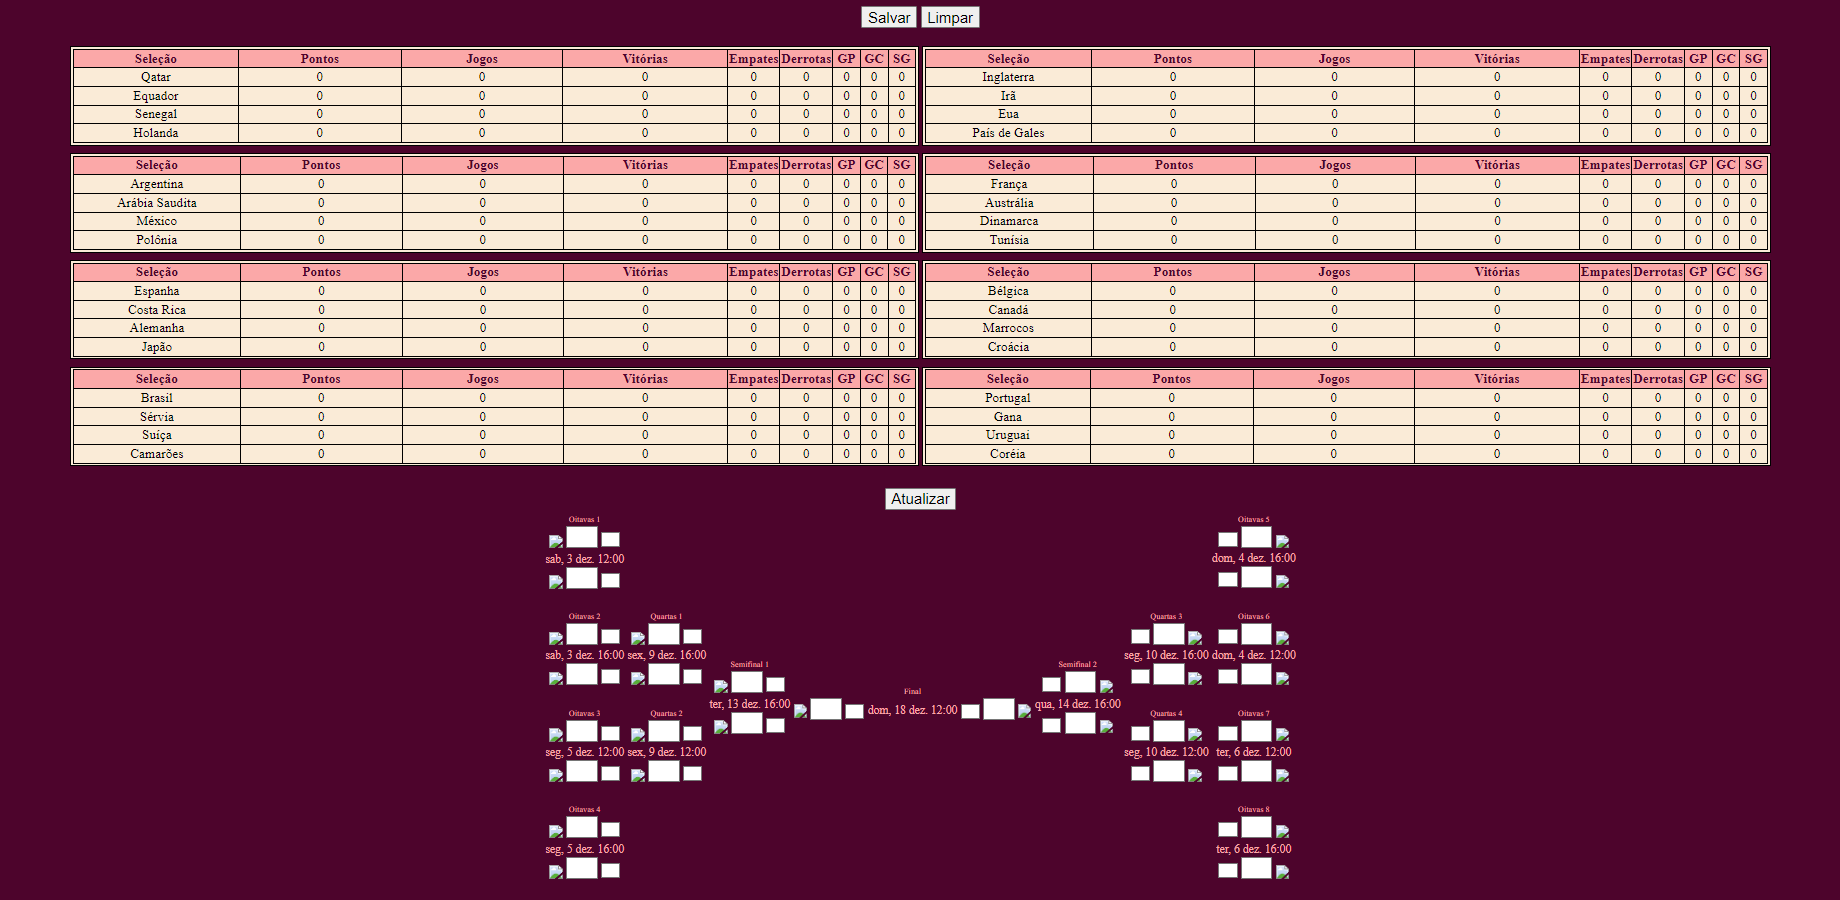 Salvar Limpar
Seleção Pontos Jogos Vitórias Empates Derrotas GP GC SG
Qatar 0 0 0 0 0 0 0 0
Equador 0 0 0 0 0 0 0 0
Senegal 0 0 0 0 0 0 0 0
Holanda 0 0 0 0 0 0 0 0
Seleção Pontos Jogos Vitórias Empates Derrotas GP GC SG
Inglaterra 0 0 0 0 0 0 0 0
Irã 0 0 0 0 0 0 0 0
Eua 0 0 0 0 0 0 0 0
País de Gales 0 0 0 0 0 0 0 0
Seleção Pontos Jogos Vitórias Empates Derrotas GP GC SG
Argentina 0 0 0 0 0 0 0 0
Arábia Saudita 0 0 0 0 0 0 0 0
México 0 0 0 0 0 0 0 0
Polônia 0 0 0 0 0 0 0 0
Seleção Pontos Jogos Vitórias Empates Derrotas GP GC SG
França 0 0 0 0 0 0 0 0
Austrália 0 0 0 0 0 0 0 0
Dinamarca 0 0 0 0 0 0 0 0
Tunísia 0 0 0 0 0 0 0 0
Seleção Pontos Jogos Vitórias Empates Derrotas GP GC SG
Espanha 0 0 0 0 0 0 0 0
Costa Rica 0 0 0 0 0 0 0 0
Alemanha 0 0 0 0 0 0 0 0
Japão 0 0 0 0 0 0 0 0
Seleção Pontos Jogos Vitórias Empates Derrotas GP GC SG
Bélgica 0 0 0 0 0 0 0 0
Canadá 0 0 0 0 0 0 0 0
Marrocos 0 0 0 0 0 0 0 0
Croácia 0 0 0 0 0 0 0 0
Seleção Pontos Jogos Vitórias Empates Derrotas GP GC SG
Brasil 0 0 0 0 0 0 0 0
Sérvia 0 0 0 0 0 0 0 0
Suíça 0 0 0 0 0 0 0 0
Camarões 0 0 0 0 0 0 0 0
Seleção Pontos Jogos Vitórias Empates Derrotas GP GC SG
Portugal 0 0 0 0 0 0 0 0
Gana 0 0 0 0 0 0 0 0
Uruguai 0 0 0 0 0 0 0 0
Coréia 0 0 0 0 0 0 0 0
Atualizar
Oitavas 1
sab, 3 dez. 12:00
Oitavas 2
sab, 3 dez. 16:00
Oitavas 3
seg, 5 dez. 12:00
Oitavas 4
seg, 5 dez. 16:00
Quartas 1
sex, 9 dez. 16:00
Quartas 2
sex, 9 dez. 12:00
Semifinal 1
ter, 13 dez. 16:00
Final
dom, 18 dez. 12:00
Semifinal 2
qua, 14 dez. 16:00
Quartas 3
seg, 10 dez. 16:00
Quartas 4
seg, 10 dez. 12:00
Oitavas 5
dom, 4 dez. 16:00
Oitavas 6
dom, 4 dez. 12:00
Oitavas 7
ter, 6 dez. 12:00
Oitavas 8
ter, 6 dez. 16:00